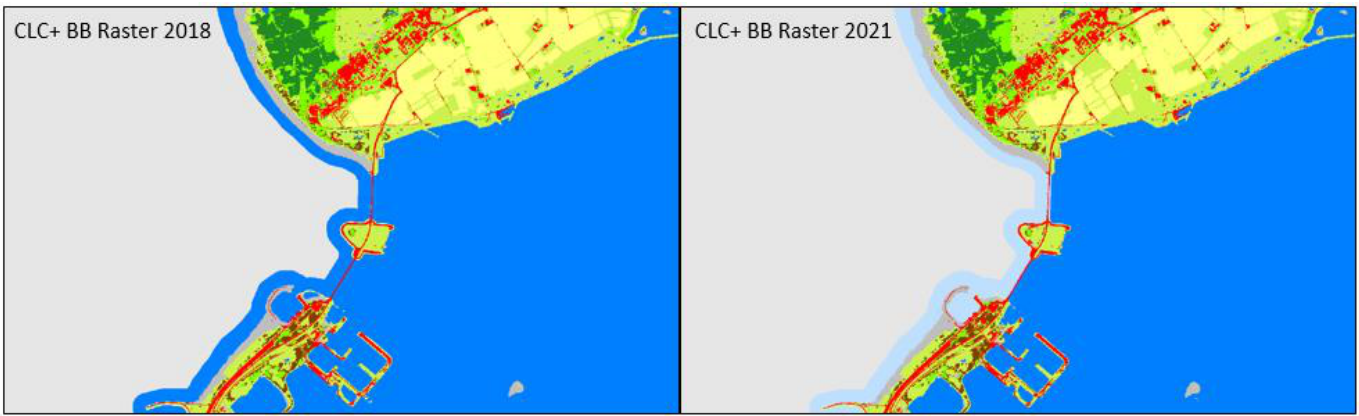 CLC+ BB Raster 2018
CLC+ BB Raster 2021